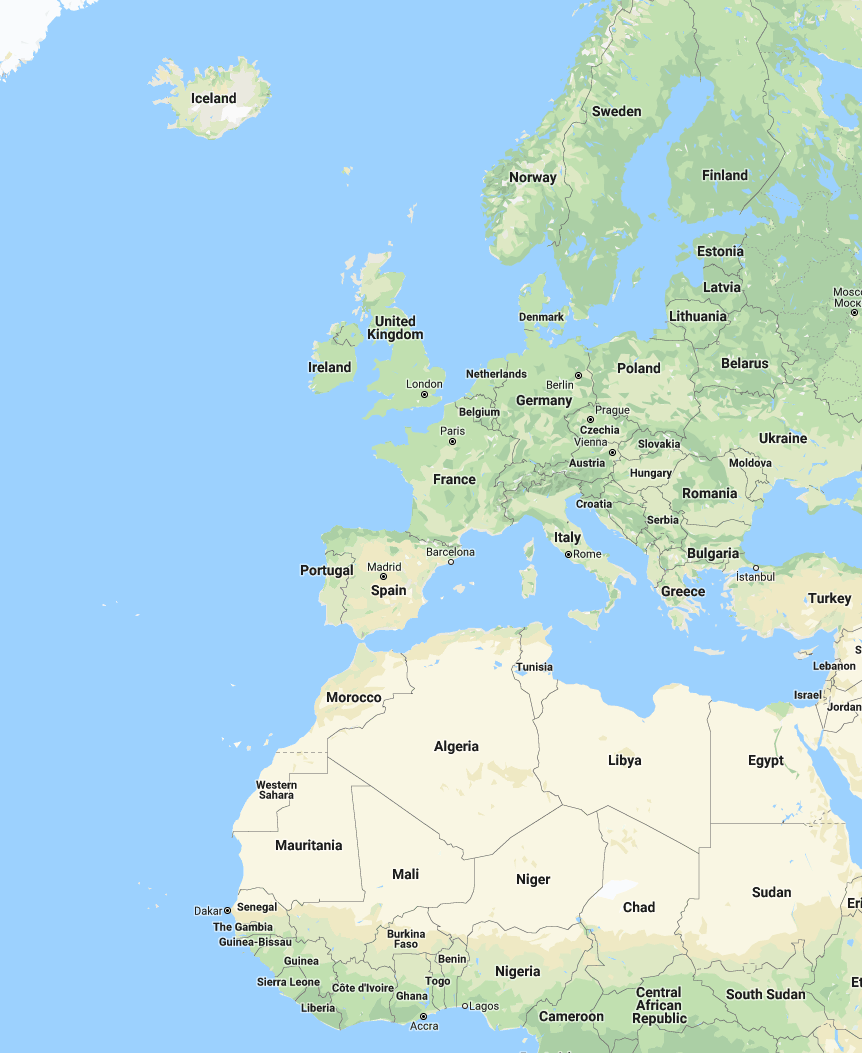 Iceland
Sweden
Norway
Finland
Estonia
Latvia
Mosc
Моск
Lithuania
Denmark
United
Kingdom
Ireland
Belarus
Netherlands
Poland
London
Berlin
Germany
Belgium
Prague
Paris
Czechia
Vienna
Ukraine
Slovakia
Austria
Moldova
Hungary
France
Romania
Croatia
Serbia
Italy
Barcelona
Rome
Bulgaria
Portugal
Madrid
İstanbul
Spain
Greece
Turkey
S
Tunisia
Lebanon
Morocco
Israel
Jordan
Algeria
Libya
Egypt
Western
Sahara
Mauritania
Mali
Niger
Sudan
Chad
Eri
Dakar
Senegal
The Gambia
Burkina
Faso
Guinea-Bissau
Guinea
Benin
Nigeria
Sierra Leone
Côte d'Ivoire
Togo
Et
Ghana
Central
African
Republic
South Sudan
Liberia
Lagos
Accra
Cameroon